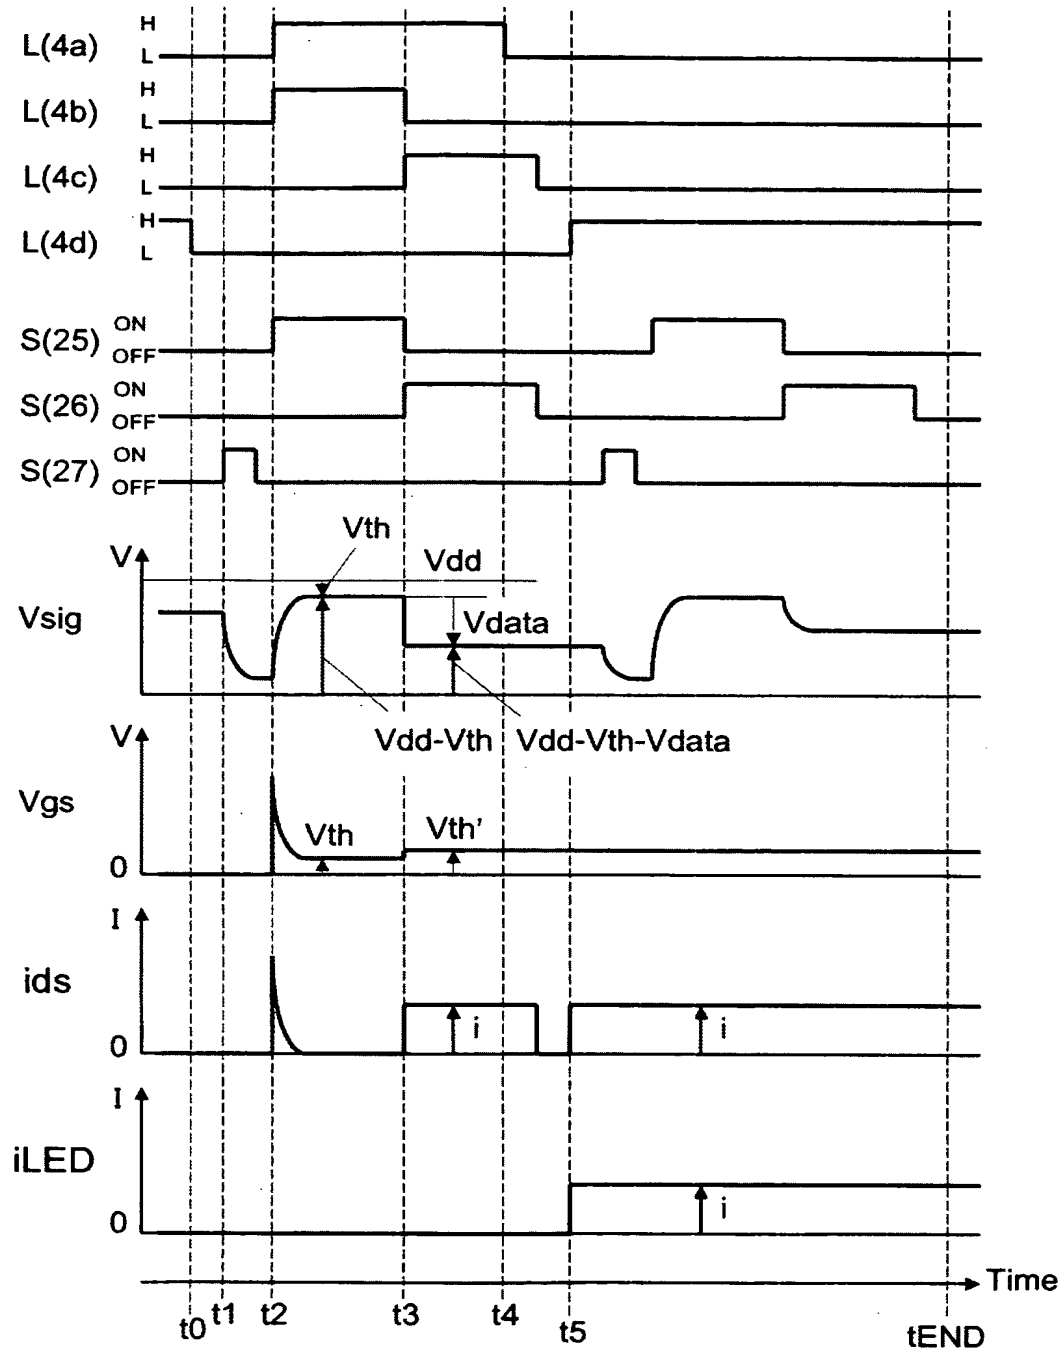 L(4a) H L
L(4b) H L
L(4c) H L
L(4d) H L
S(25) ON OFF
S(26) ON OFF
S(27) ON OFF
V
Vsig
Vth
Vdd
Vdata
Vdd-Vth
Vdd-Vth-Vdata
V
Vgs
0
Vth
Vth'
I
ids
0
i
i
I
iLED
0
i
Time
t0 t1 t2 t3 t4 t5 tEND